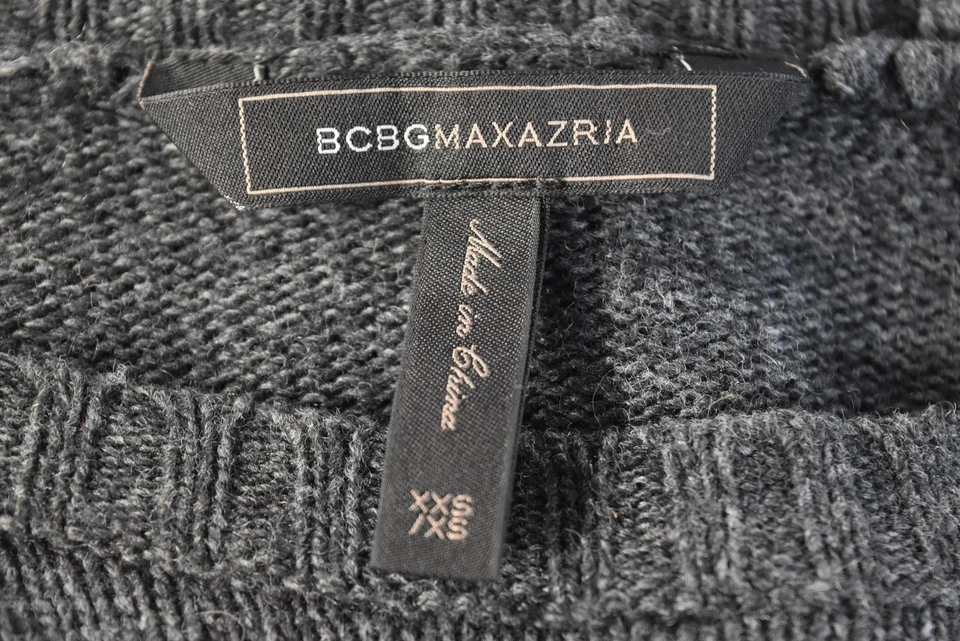 BCBGMAXAZRIA
Made in China
XXS
/XS